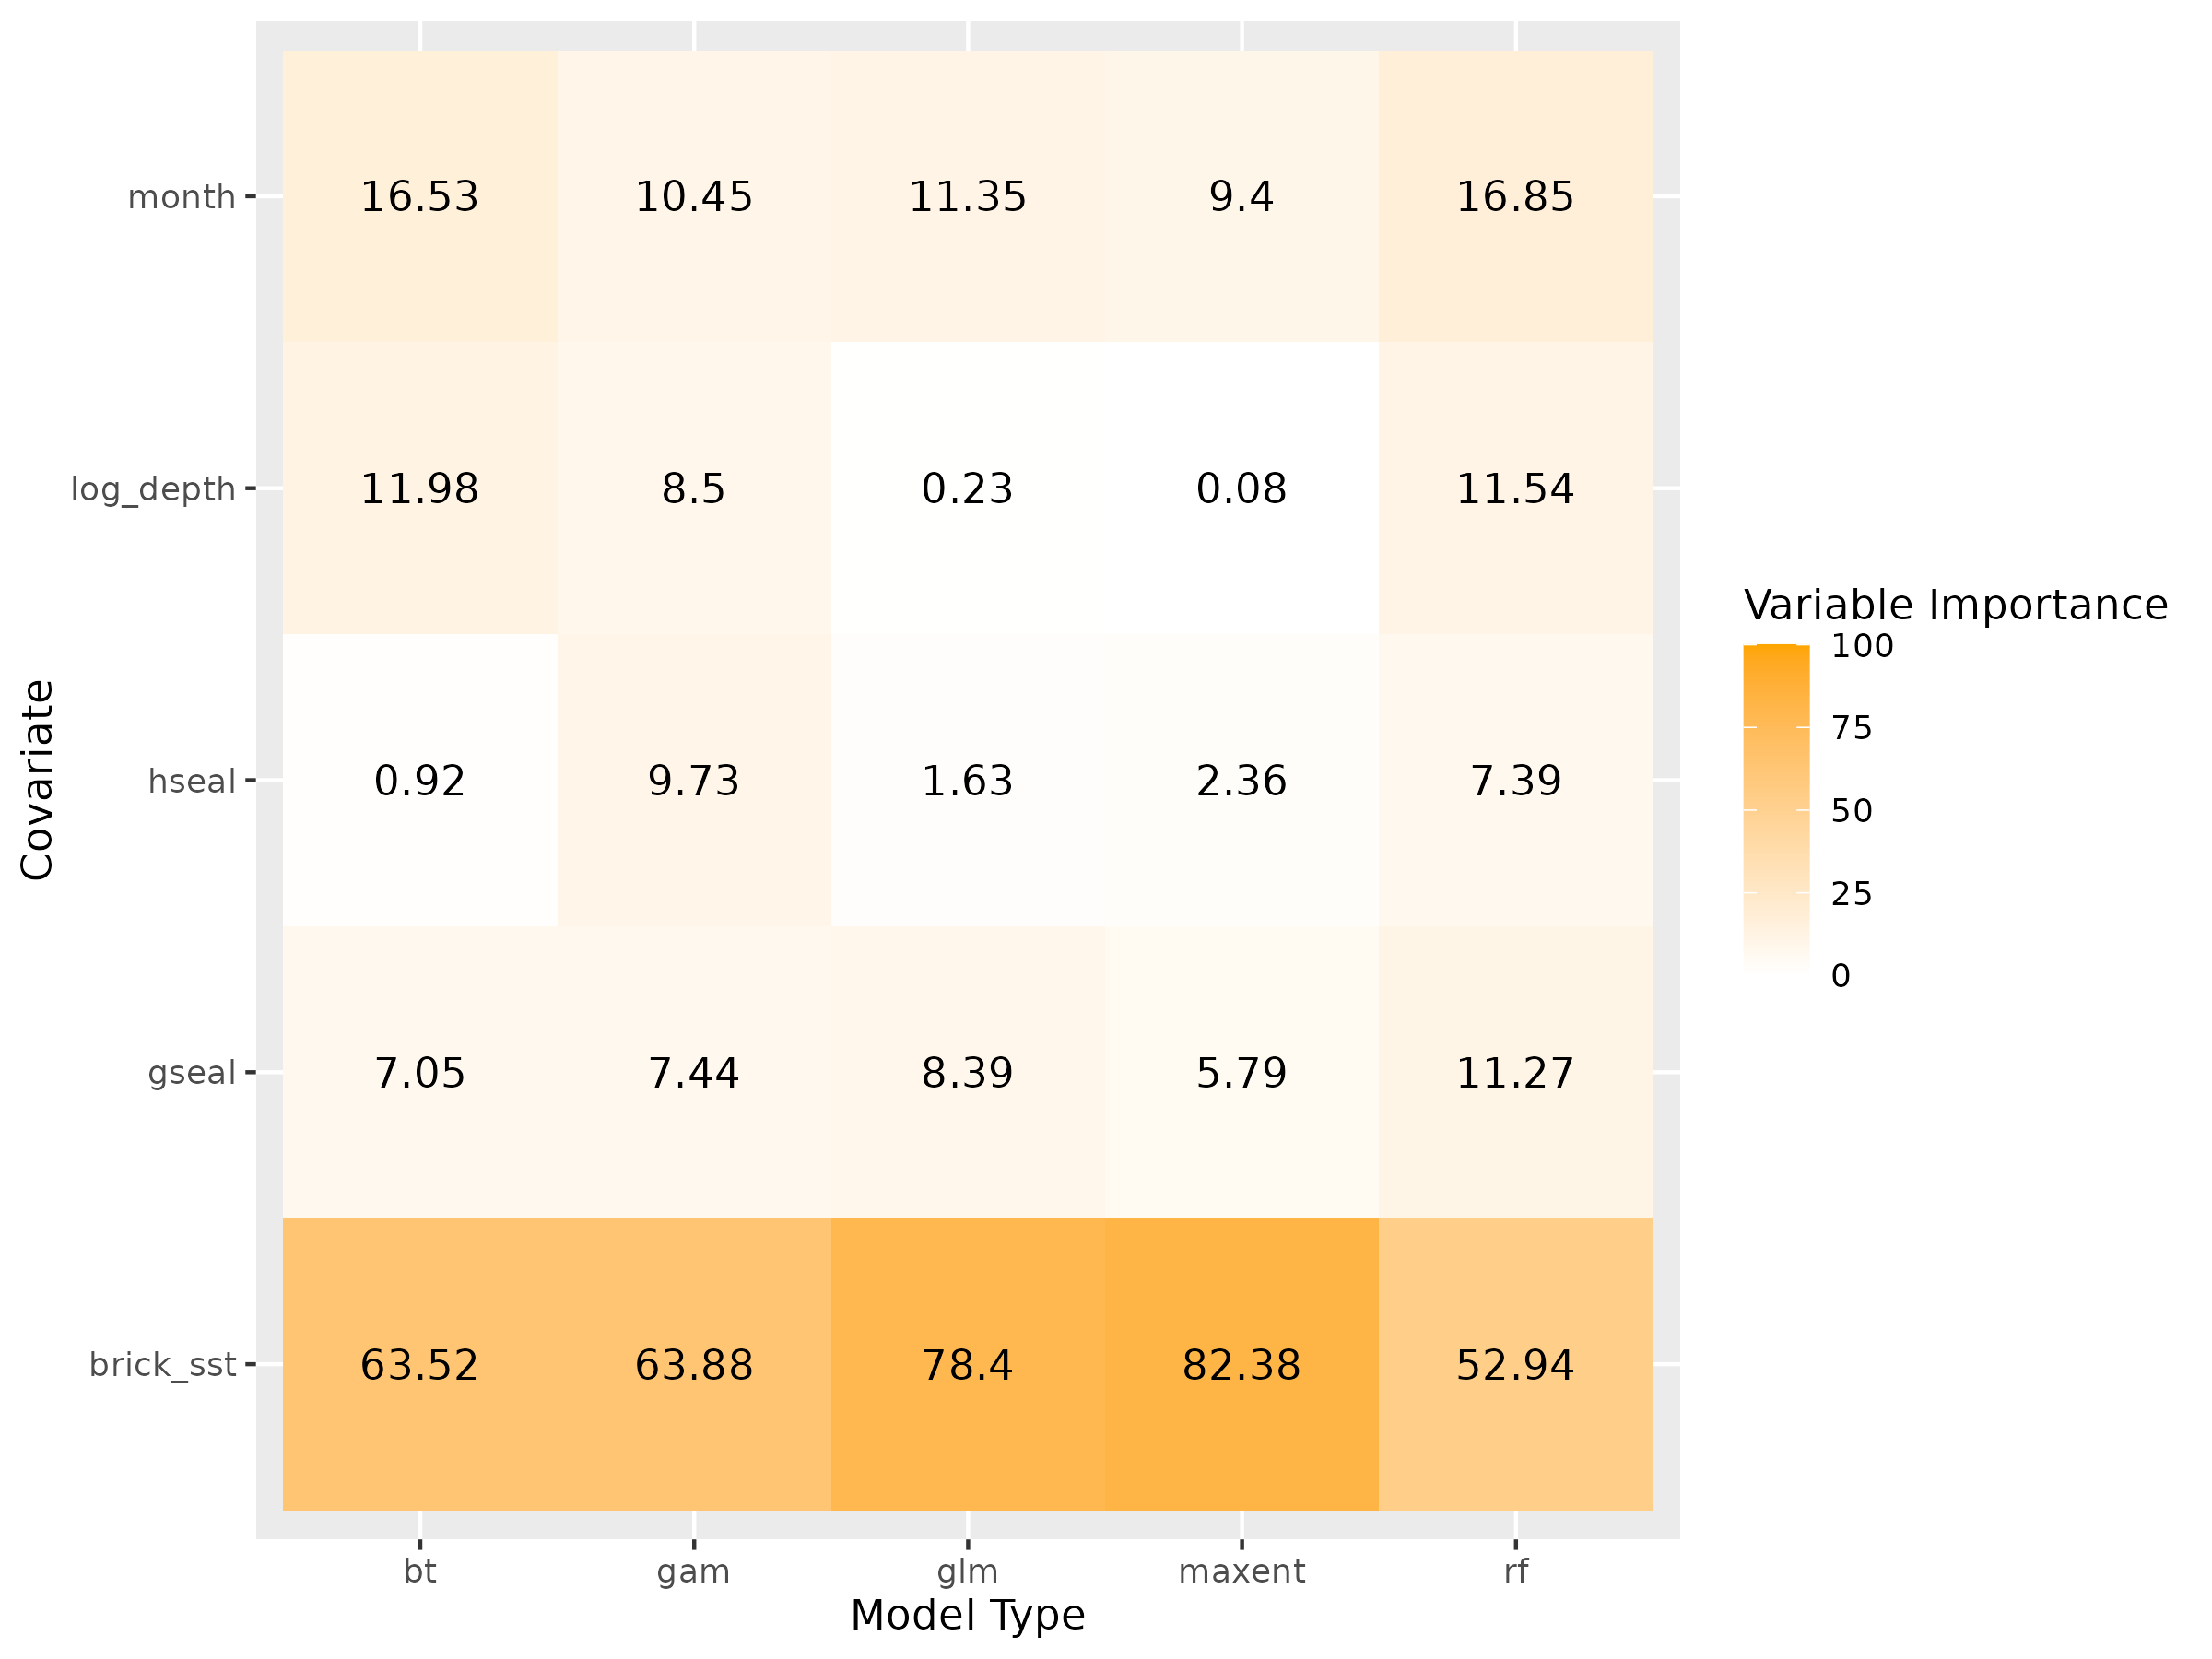 month 16.53 10.45 11.35 9.4 16.85
log_depth 11.98 8.5 0.23 0.08 11.54
hseal 0.92 9.73 1.63 2.36 7.39
gseal 7.05 7.44 8.39 5.79 11.27
brick_sst 63.52 63.88 78.4 82.38 52.94
bt gam glm maxent rf
Model Type
Covariate
Variable Importance
100
75
50
25
0